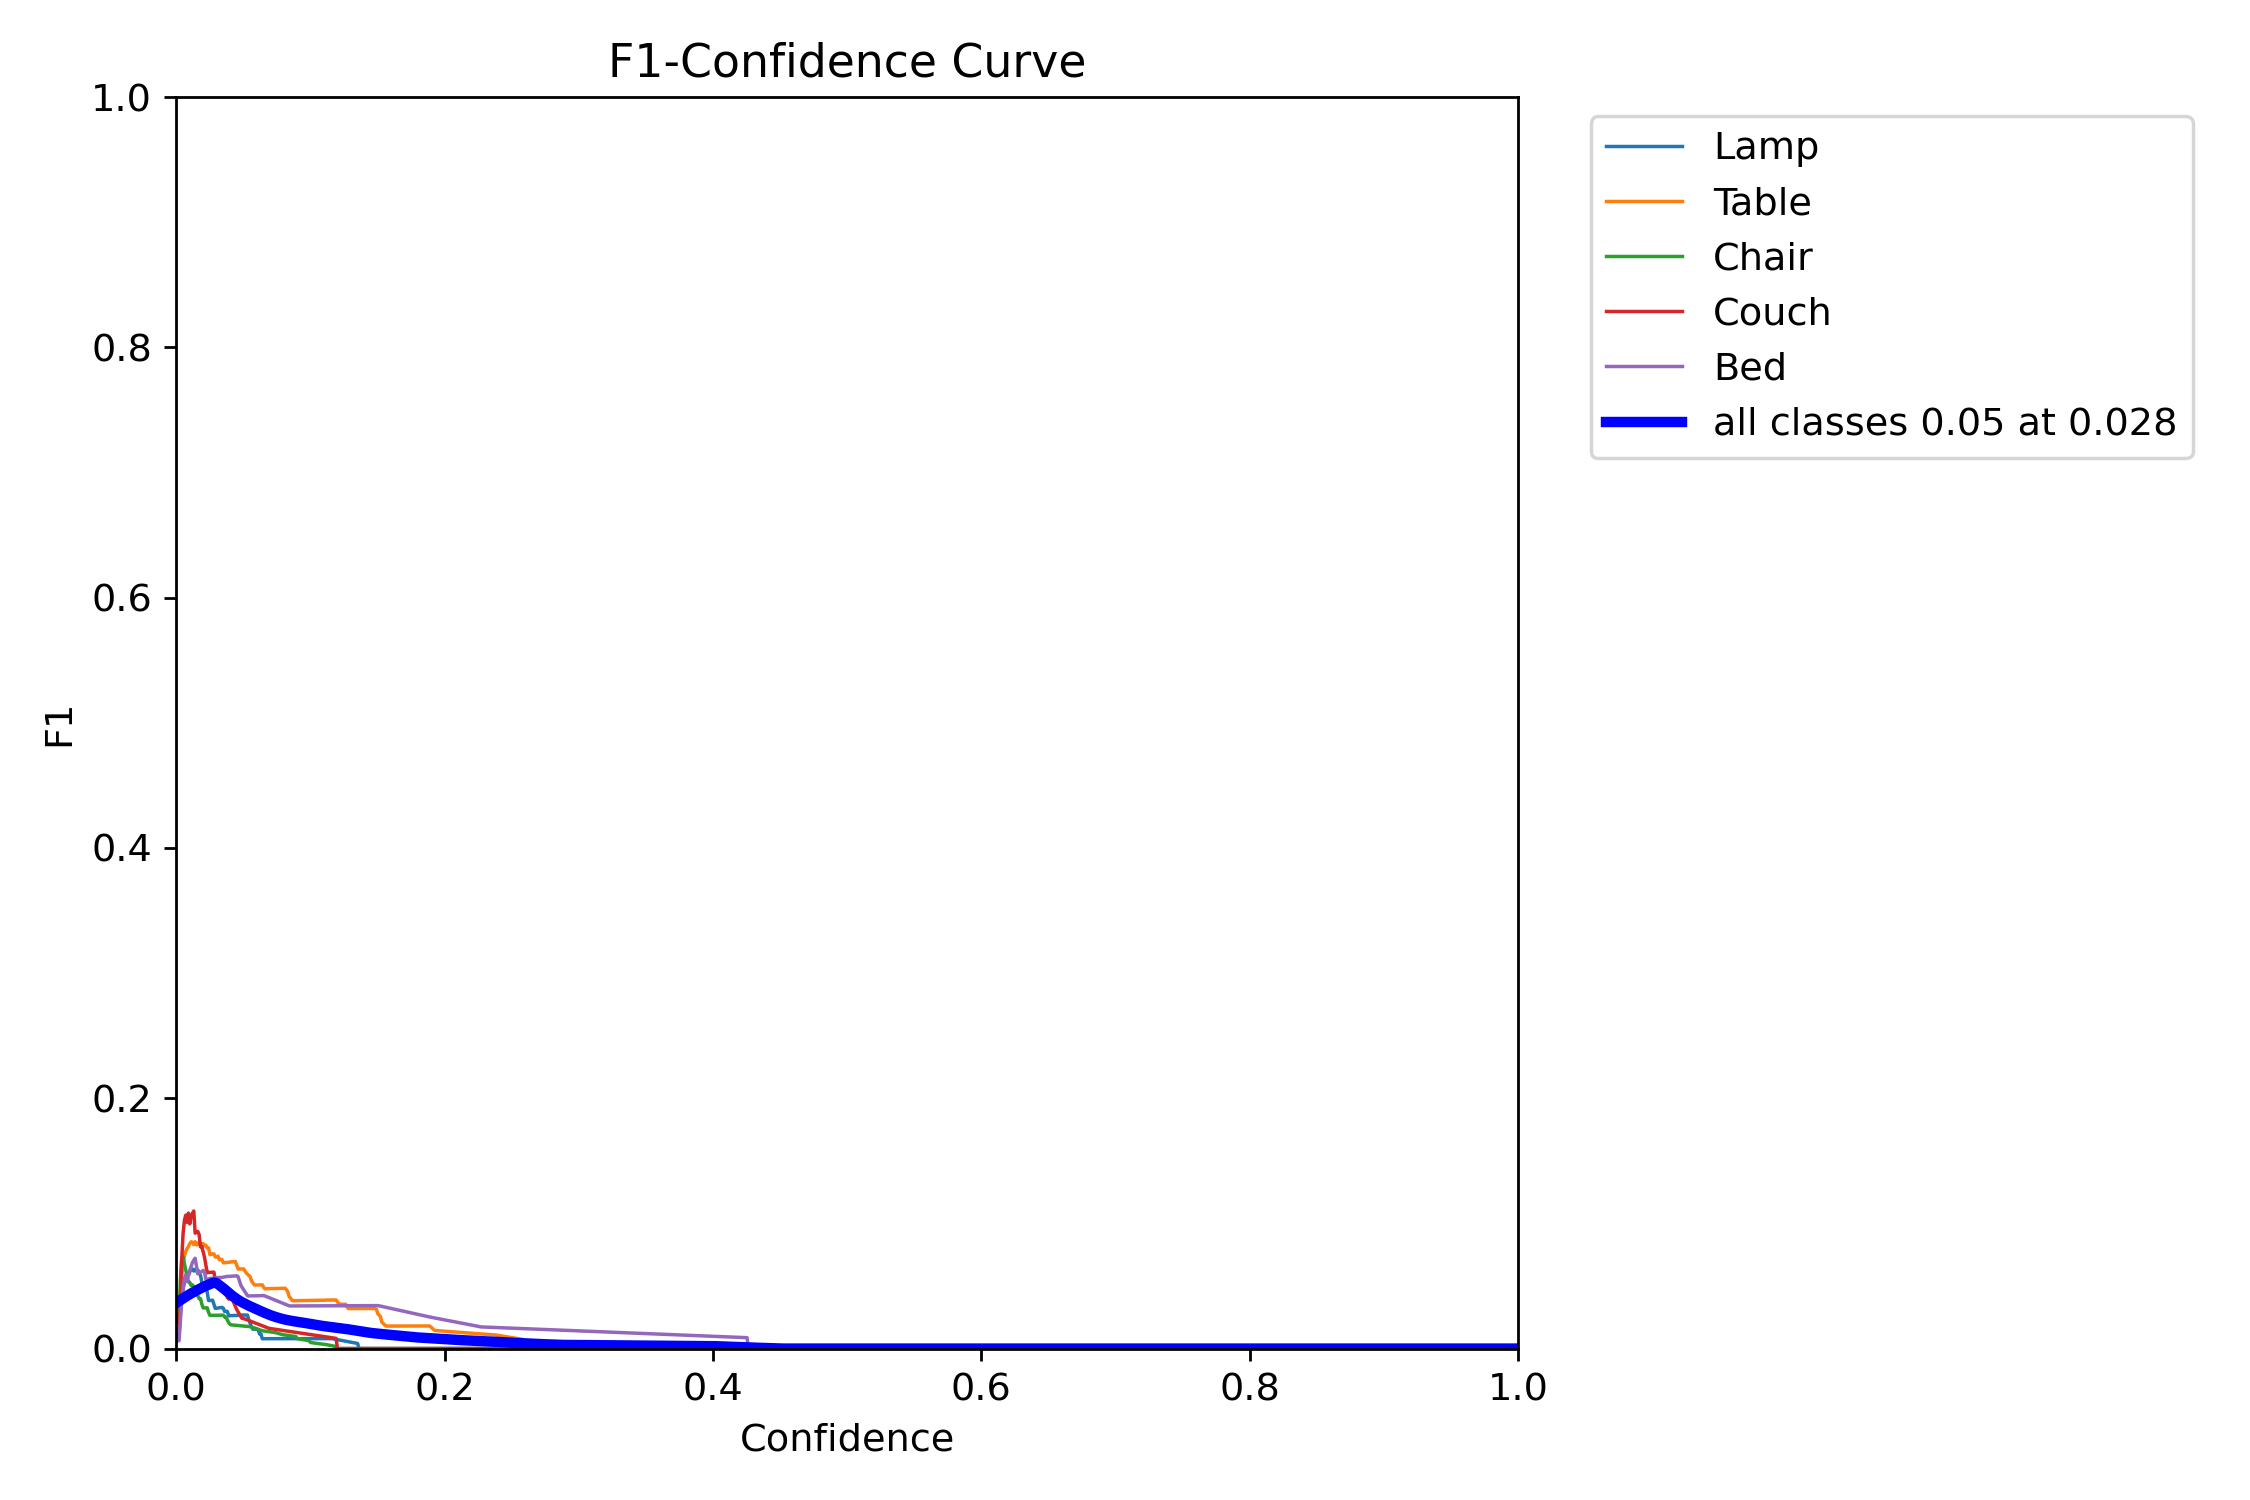 F1-Confidence Curve
1.0
0.8
0.6
0.4
0.2
0.0
F1
0.0 0.2 0.4 0.6 0.8 1.0
Confidence
Lamp
Table
Chair
Couch
Bed
all classes 0.05 at 0.028